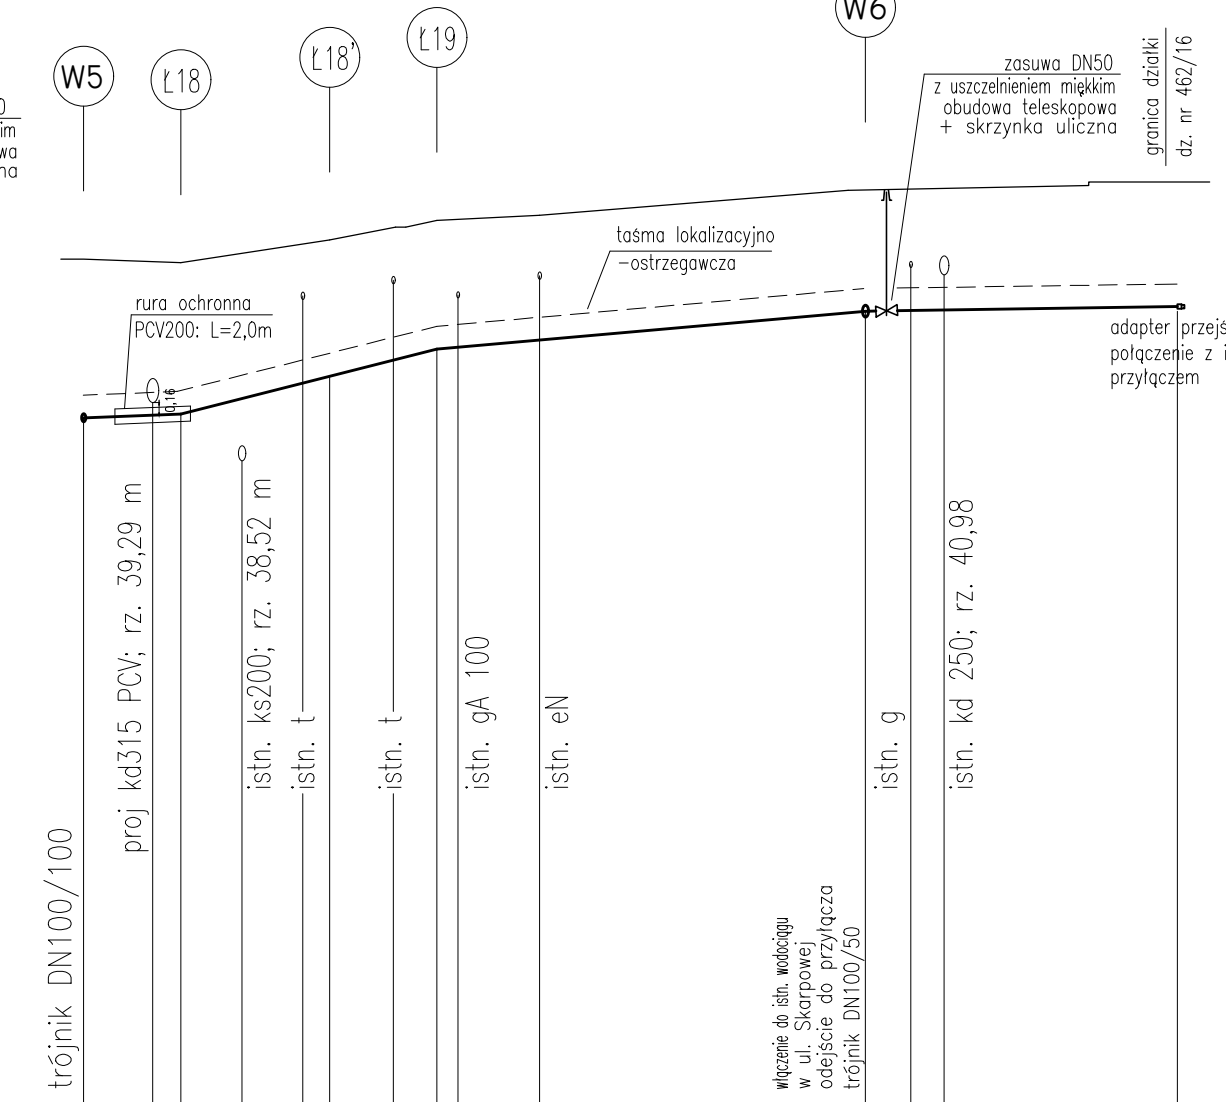 W5
Ł18
Ł18'
Ł19
W6
zasuwa DN50
z uszczelnieniem miękkim
obudowa teleskopowa
+ skrzynka uliczna
granica działki
dz. nr 462/16
taśma lokalizacyjno
-ostrzegawcza
rura ochronna
PCV200: L=2,0m
0,16
adapter
połączenie z
przyłączem
trójnik DN100/100
proj kd315 PCV; rz. 39,29 m
istn. ks200; rz. 38,52 m
istn. t
istn. t
istn. gA 100
istn. eN
włączenie do istn. wodociągu
w ul. Skarpowej
odejście do przyłącza
trójnik DN100/50
istn. g
istn. kd 250; rz. 40,98